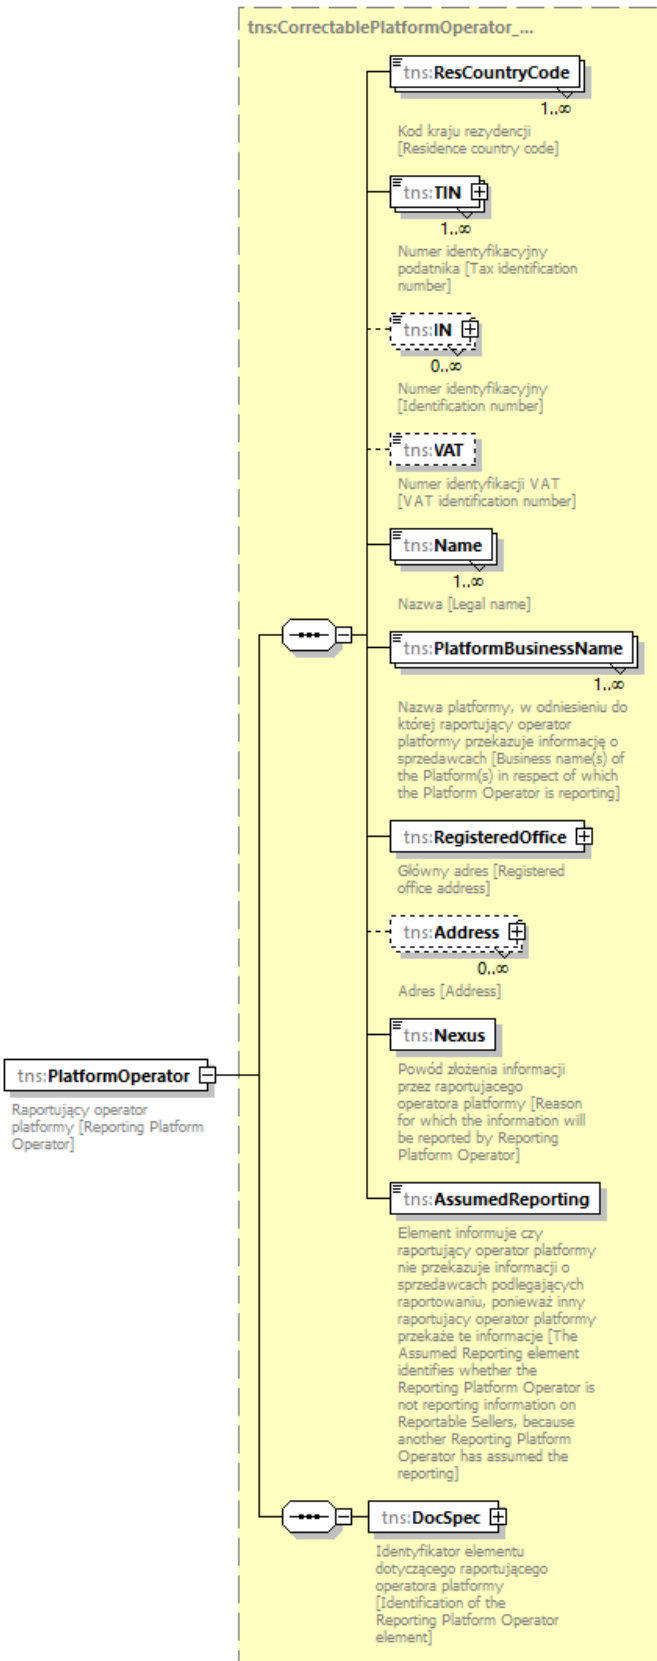 tns:CorrectablePlatformOperator_...
tns:ResCountryCode
1..∞
Kod kraju rezydencji
[Residence country code]
tns:TIN
1..∞
Numer identyfikacyjny
podatnika [Tax identification
number]
tns:IN
0..∞
Numer identyfikacyjny
[Identification number]
tns:VAT
Numer identyfikacji VAT
[VAT identification number]
tns:Name
1..∞
Nazwa [Legal name]
tns:PlatformBusinessName
1..∞
Nazwa platformy, w odniesieniu do
której raportujący operator
platformy przekazuje informację o
sprzedawcach [Business name(s) of
the Platform(s) in respect of which
the Platform Operator is reporting]
tns:RegisteredOffice
Główny adres [Registered
office address]
tns:Address
0..∞
Adres [Address]
tns:Nexus
Powód złożenia informacji
przez raportujacego
operatora platformy [Reason
for which the information will
be reported by Reporting
Platform Operator]
tns:PlatformOperator
Raportujący operator
platformy [Reporting Platform
Operator]
tns:AssumedReporting
Element informuje czy
raportujący operator platformy
nie przekazuje informacji o
sprzedawcach podlegających
raportowaniu, ponieważ inny
raportujacy operator platformy
przekaże te informacje [The
Assumed Reporting element
identifies whether the
Reporting Platform Operator is
not reporting information on
Reportable Sellers, because
another Reporting Platform
Operator has assumed the
reporting]
tns:DocSpec
Identyfikator elementu
dotyczącego raportującego
operatora platformy
[Identification of the
Reporting Platform Operator
element]